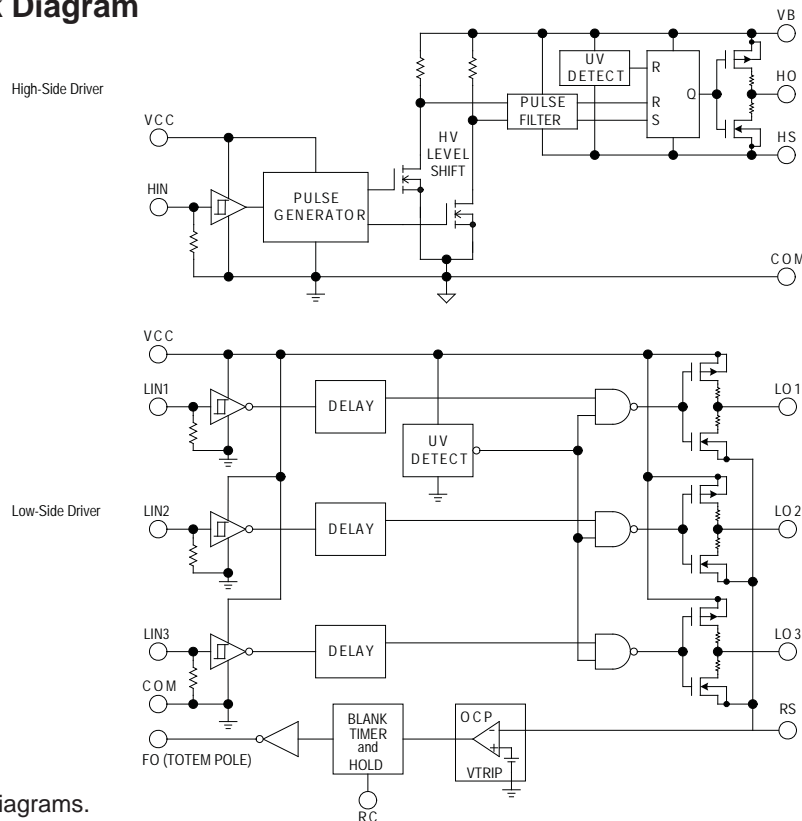 Diagram
VB
High-Side Driver
UV
DETECT
R
HO
VCC
PULSE
FILTER
R
Q
S
HV
LEVEL
SHIFT
HS
HIN
PULSE
GENERATOR
COM
VCC
LIN1
DELAY
LO1
UV
DETECT
Low-Side Driver
LIN2
DELAY
LO2
LIN3
DELAY
LO3
COM
BLANK
TIMER
and
HOLD
OCP
RS
FO (TOTEM POLE)
VTRIP
RC
iagrams.